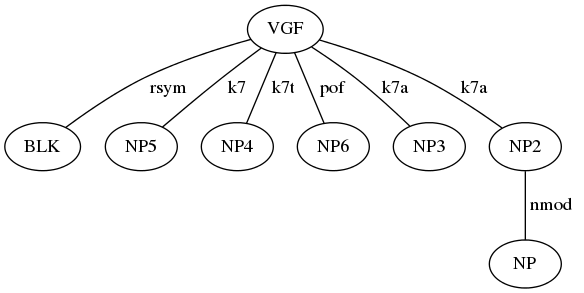 VGF
rsym k7 k7t pof k7a k7a
BLK NP5 NP4 NP6 NP3 NP2
nmod
NP